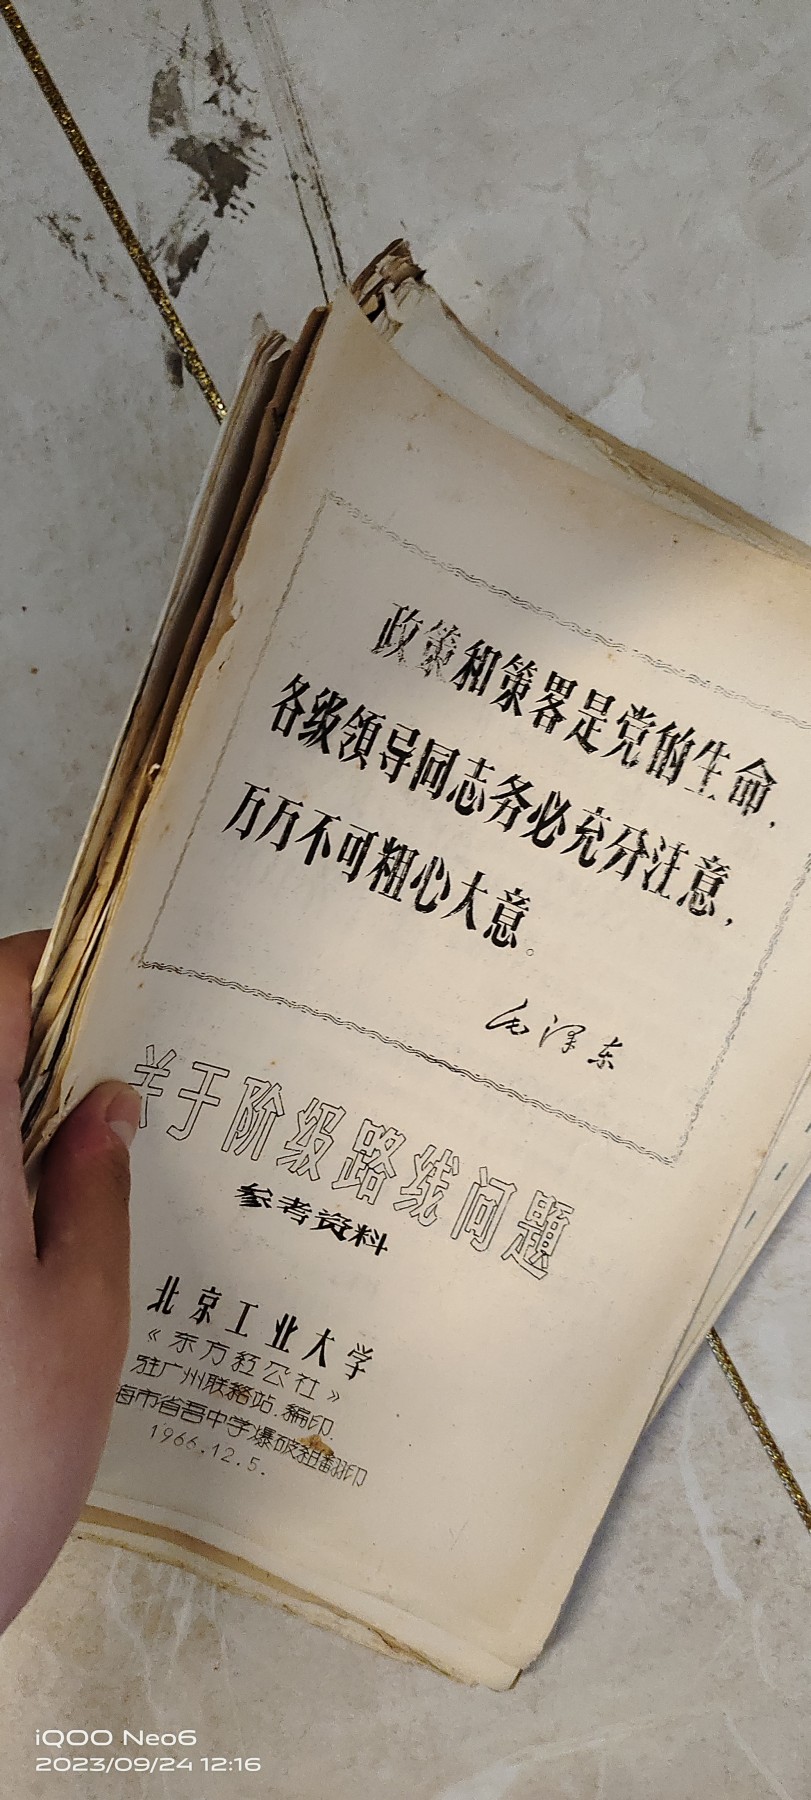 政策和策略是党的生命,
各级领导同志务必充分注意,
万万不可粗心大意。
毛泽东
关于阶级路线问题
参考资料
北京工业大学
《东方红公社》
驻广州联络站.编印.
海市省吾中学爆破组翻印
1966.12.5.
iQOO Neo6
2023/09/24 12:16